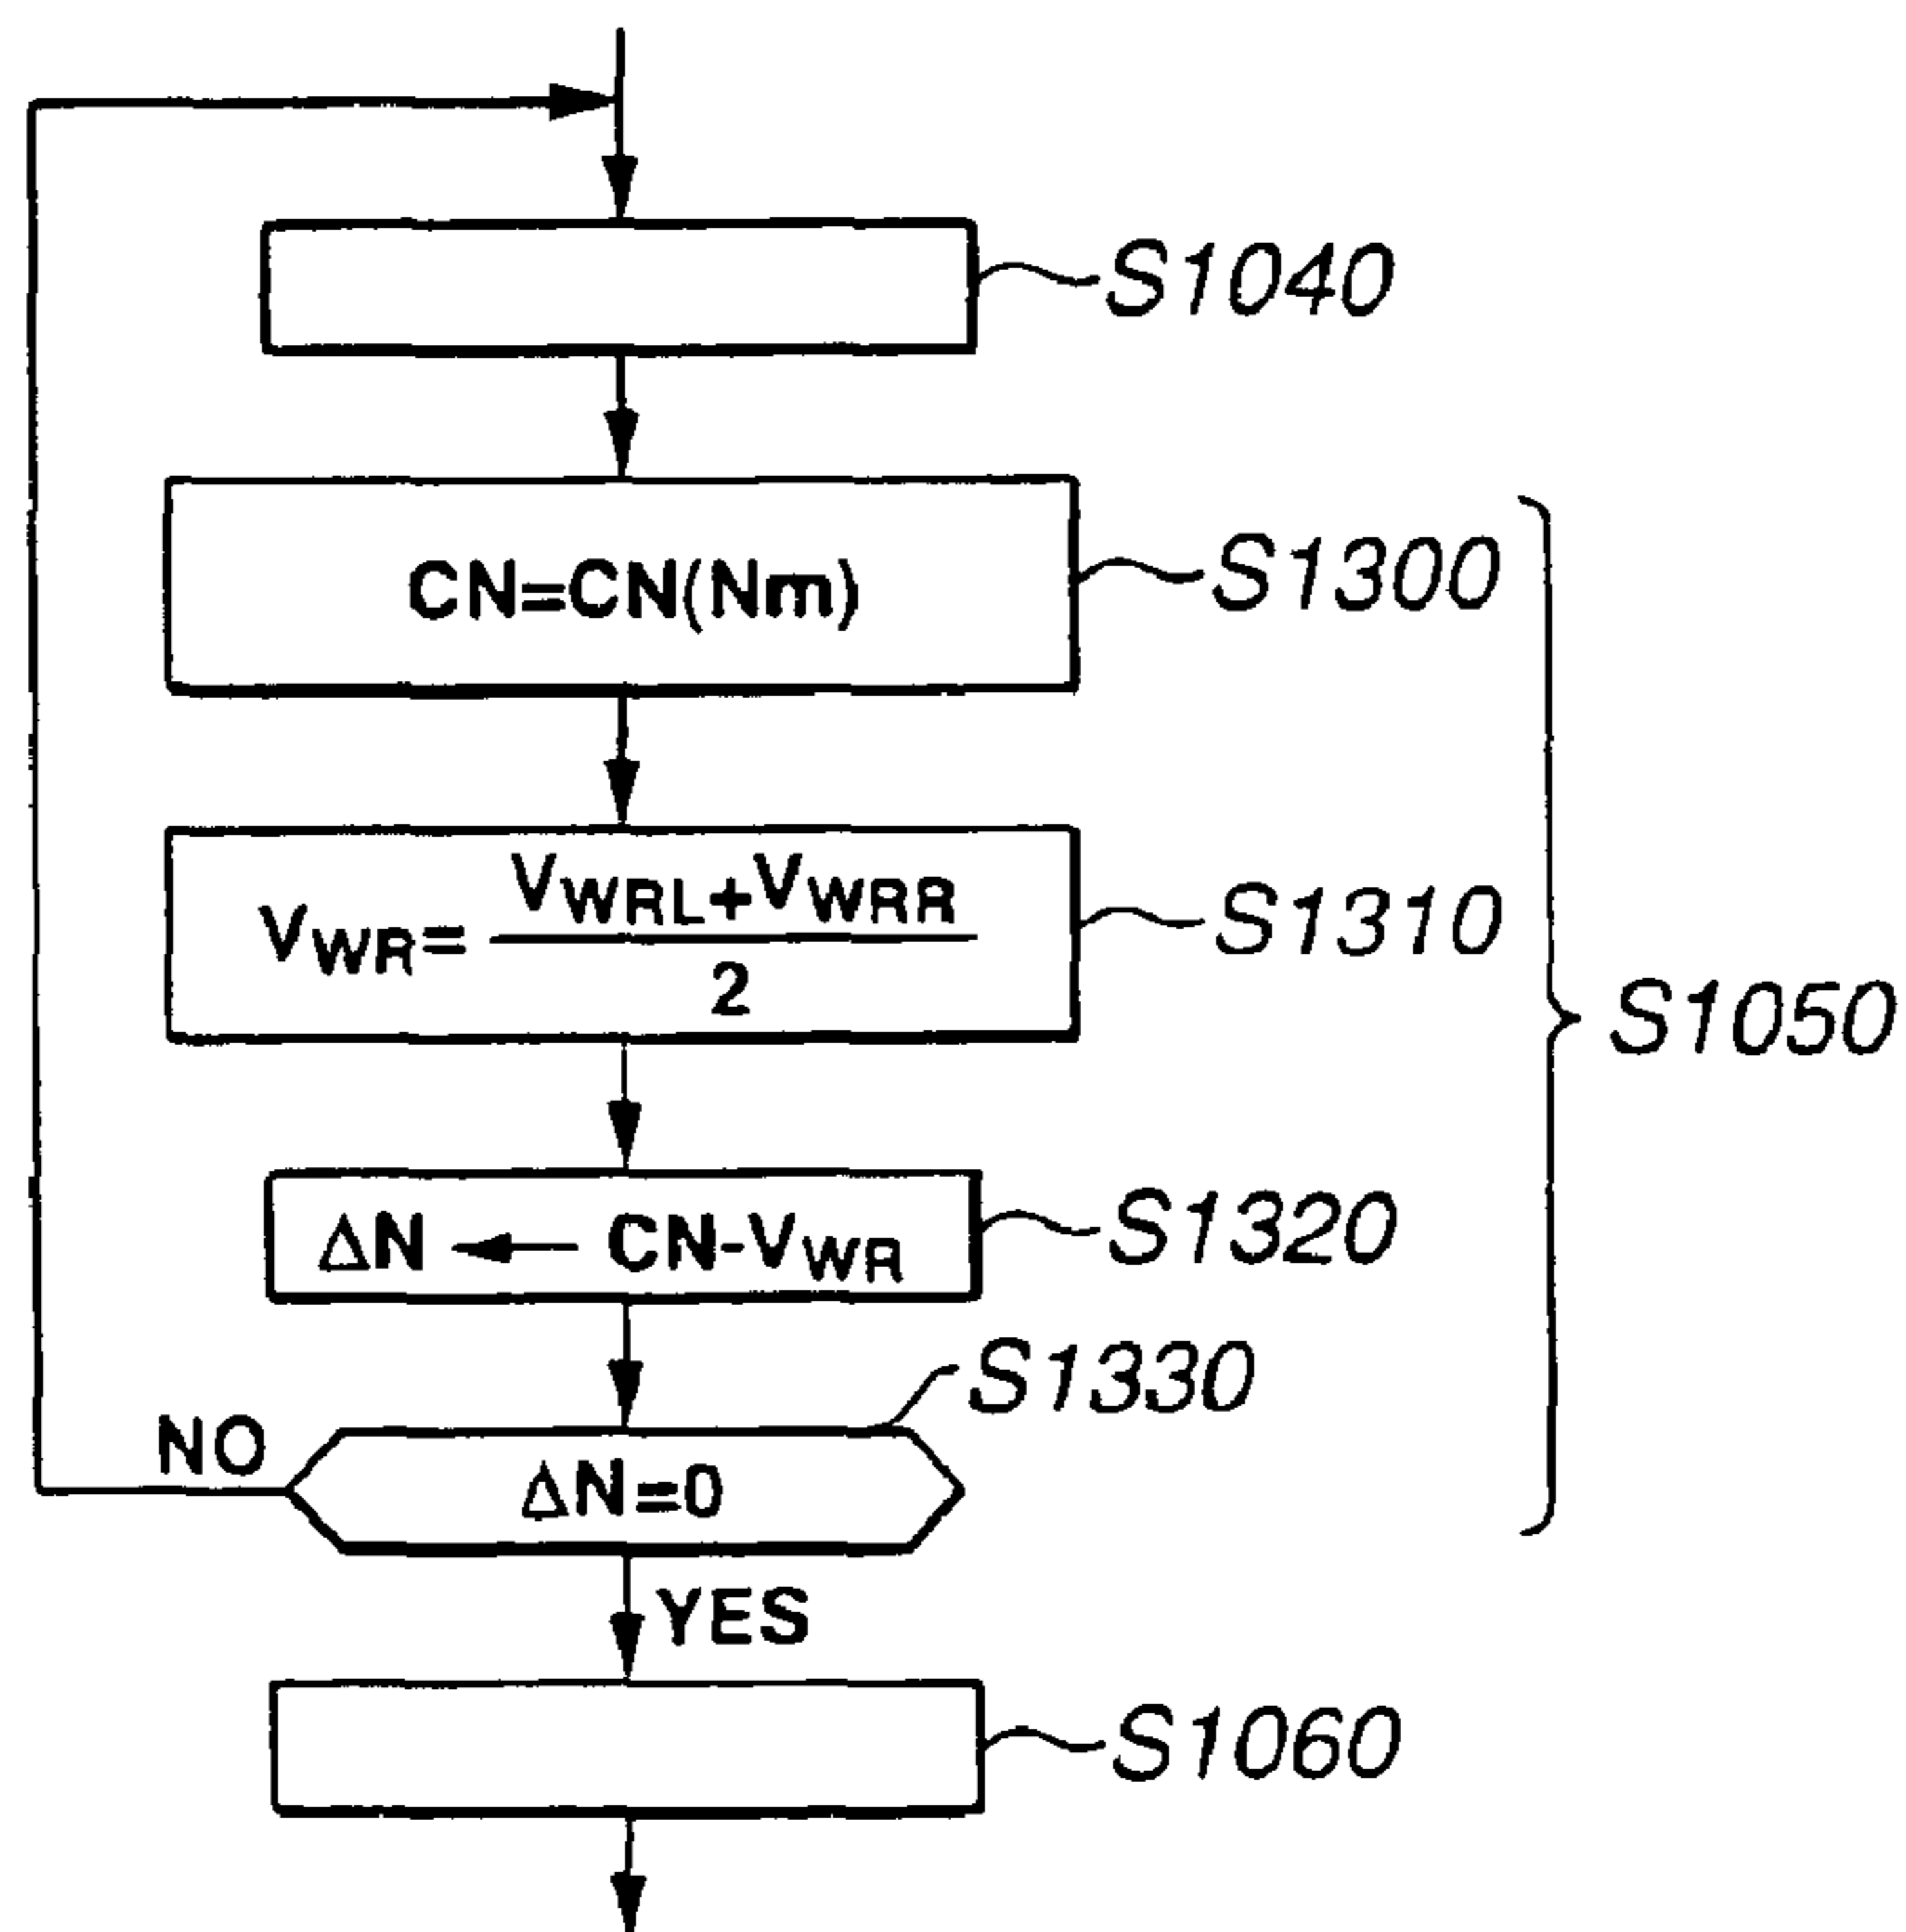 S1040
CN=CN(Nm)
S1300
VWR= VWRL+VWRR
2
S1310
S1050
ΔN ← CN-VWR
S1320
S1330
NO
ΔN=0
YES
S1060